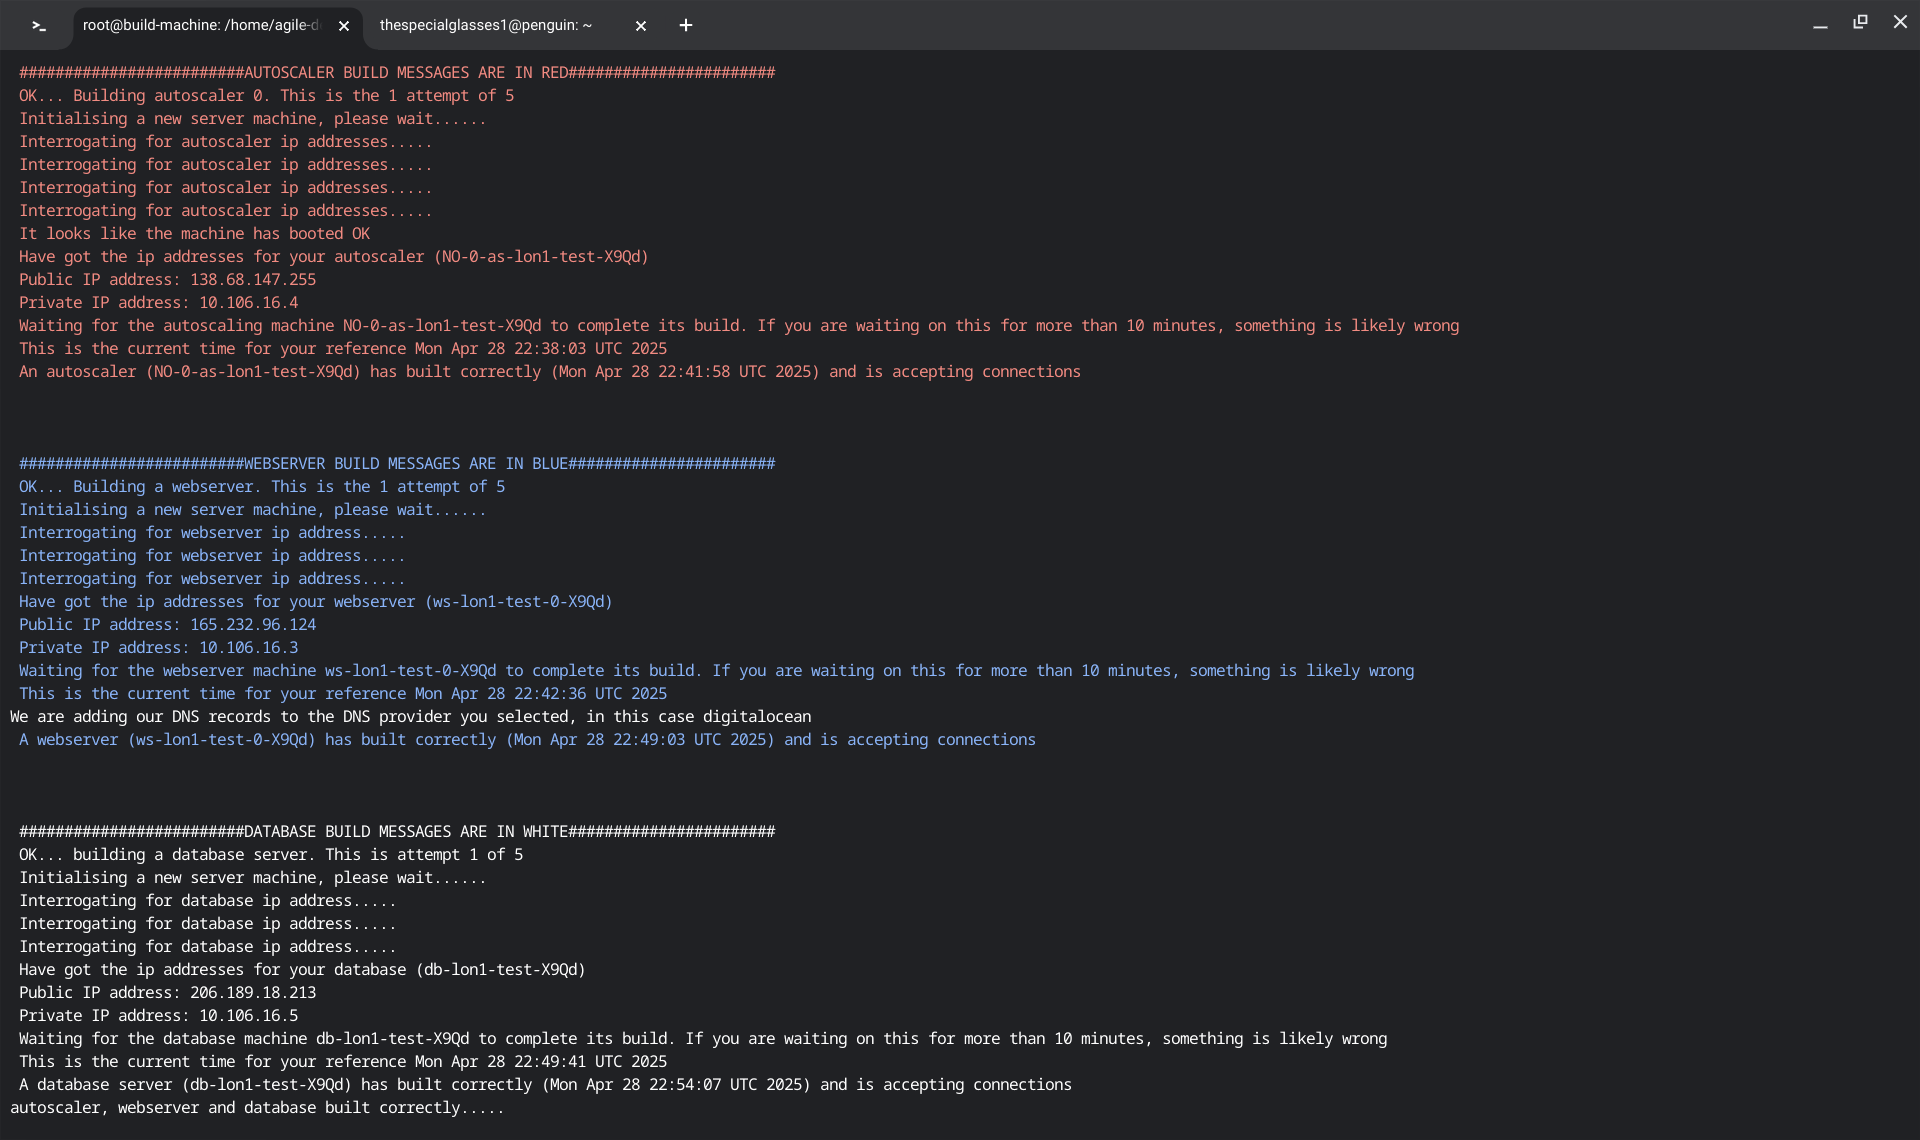 root@build-machine: /home/agile-d
thespecialglasses1@penguin: ~
#########################AUTOSCALER BUILD MESSAGES ARE IN RED#######################
OK... Building autoscaler 0. This is the 1 attempt of 5
Initialising a new server machine, please wait......
Interrogating for autoscaler ip addresses.....
Interrogating for autoscaler ip addresses.....
Interrogating for autoscaler ip addresses.....
Interrogating for autoscaler ip addresses.....
It looks like the machine has booted OK
Have got the ip addresses for your autoscaler (NO-0-as-lon1-test-X9Qd)
Public IP address: 138.68.147.255
Private IP address: 10.106.16.4
Waiting for the autoscaling machine NO-0-as-lon1-test-X9Qd to complete its build. If you are waiting on this for more than 10 minutes, something is likely wrong
This is the current time for your reference Mon Apr 28 22:38:03 UTC 2025
An autoscaler (NO-0-as-lon1-test-X9Qd) has built correctly (Mon Apr 28 22:41:58 UTC 2025) and is accepting connections
#########################WEBSERVER BUILD MESSAGES ARE IN BLUE#######################
OK... Building a webserver. This is the 1 attempt of 5
Initialising a new server machine, please wait......
Interrogating for webserver ip address.....
Interrogating for webserver ip address.....
Interrogating for webserver ip address.....
Have got the ip addresses for your webserver (ws-lon1-test-0-X9Qd)
Public IP address: 165.232.96.124
Private IP address: 10.106.16.3
Waiting for the webserver machine ws-lon1-test-0-X9Qd to complete its build. If you are waiting on this for more than 10 minutes, something is likely wrong
This is the current time for your reference Mon Apr 28 22:42:36 UTC 2025
We are adding our DNS records to the DNS provider you selected, in this case digitalocean
A webserver (ws-lon1-test-0-X9Qd) has built correctly (Mon Apr 28 22:49:03 UTC 2025) and is accepting connections
#########################DATABASE BUILD MESSAGES ARE IN WHITE#######################
OK... building a database server. This is attempt 1 of 5
Initialising a new server machine, please wait......
Interrogating for database ip address.....
Interrogating for database ip address.....
Interrogating for database ip address.....
Have got the ip addresses for your database (db-lon1-test-X9Qd)
Public IP address: 206.189.18.213
Private IP address: 10.106.16.5
Waiting for the database machine db-lon1-test-X9Qd to complete its build. If you are waiting on this for more than 10 minutes, something is likely wrong
This is the current time for your reference Mon Apr 28 22:49:41 UTC 2025
A database server (db-lon1-test-X9Qd) has built correctly (Mon Apr 28 22:54:07 UTC 2025) and is accepting connections
autoscaler, webserver and database built correctly.....